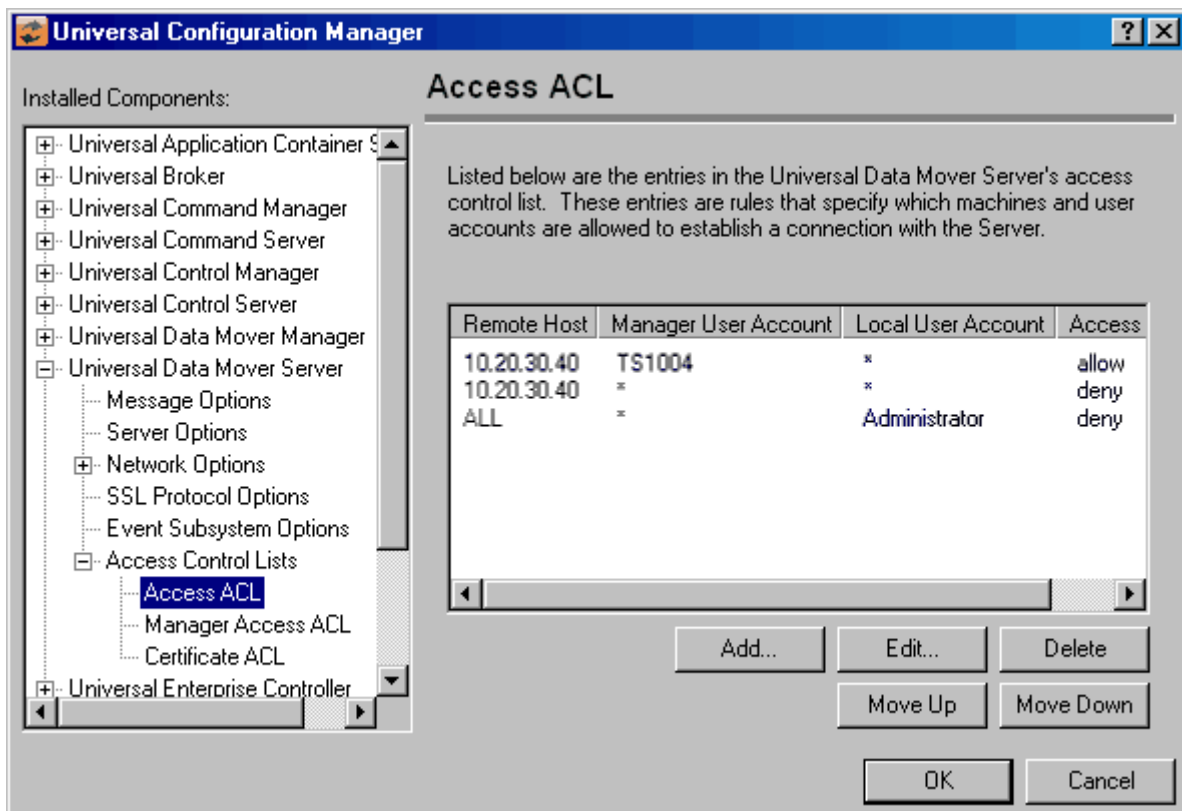 Universal Configuration Manager
Installed Components:
Universal Application Container S
Universal Broker
Universal Command Manager
Universal Command Server
Universal Control Manager
Universal Control Server
Universal Data Mover Manager
Universal Data Mover Server
Message Options
Server Options
Network Options
SSL Protocol Options
Event Subsystem Options
Access Control Lists
Access ACL
Manager Access ACL
Certificate ACL
Universal Enterprise Controller
Access ACL
Listed below are the entries in the Universal Data Mover Server's access
control list. These entries are rules that specify which machines and user
accounts are allowed to establish a connection with the Server.
Remote Host Manager User Account Local User Account Access
10.20.30.40 TS1004 * allow
10.20.30.40 * * deny
ALL * Administrator deny
Add... Edit... Delete
Move Up Move Down
OK Cancel